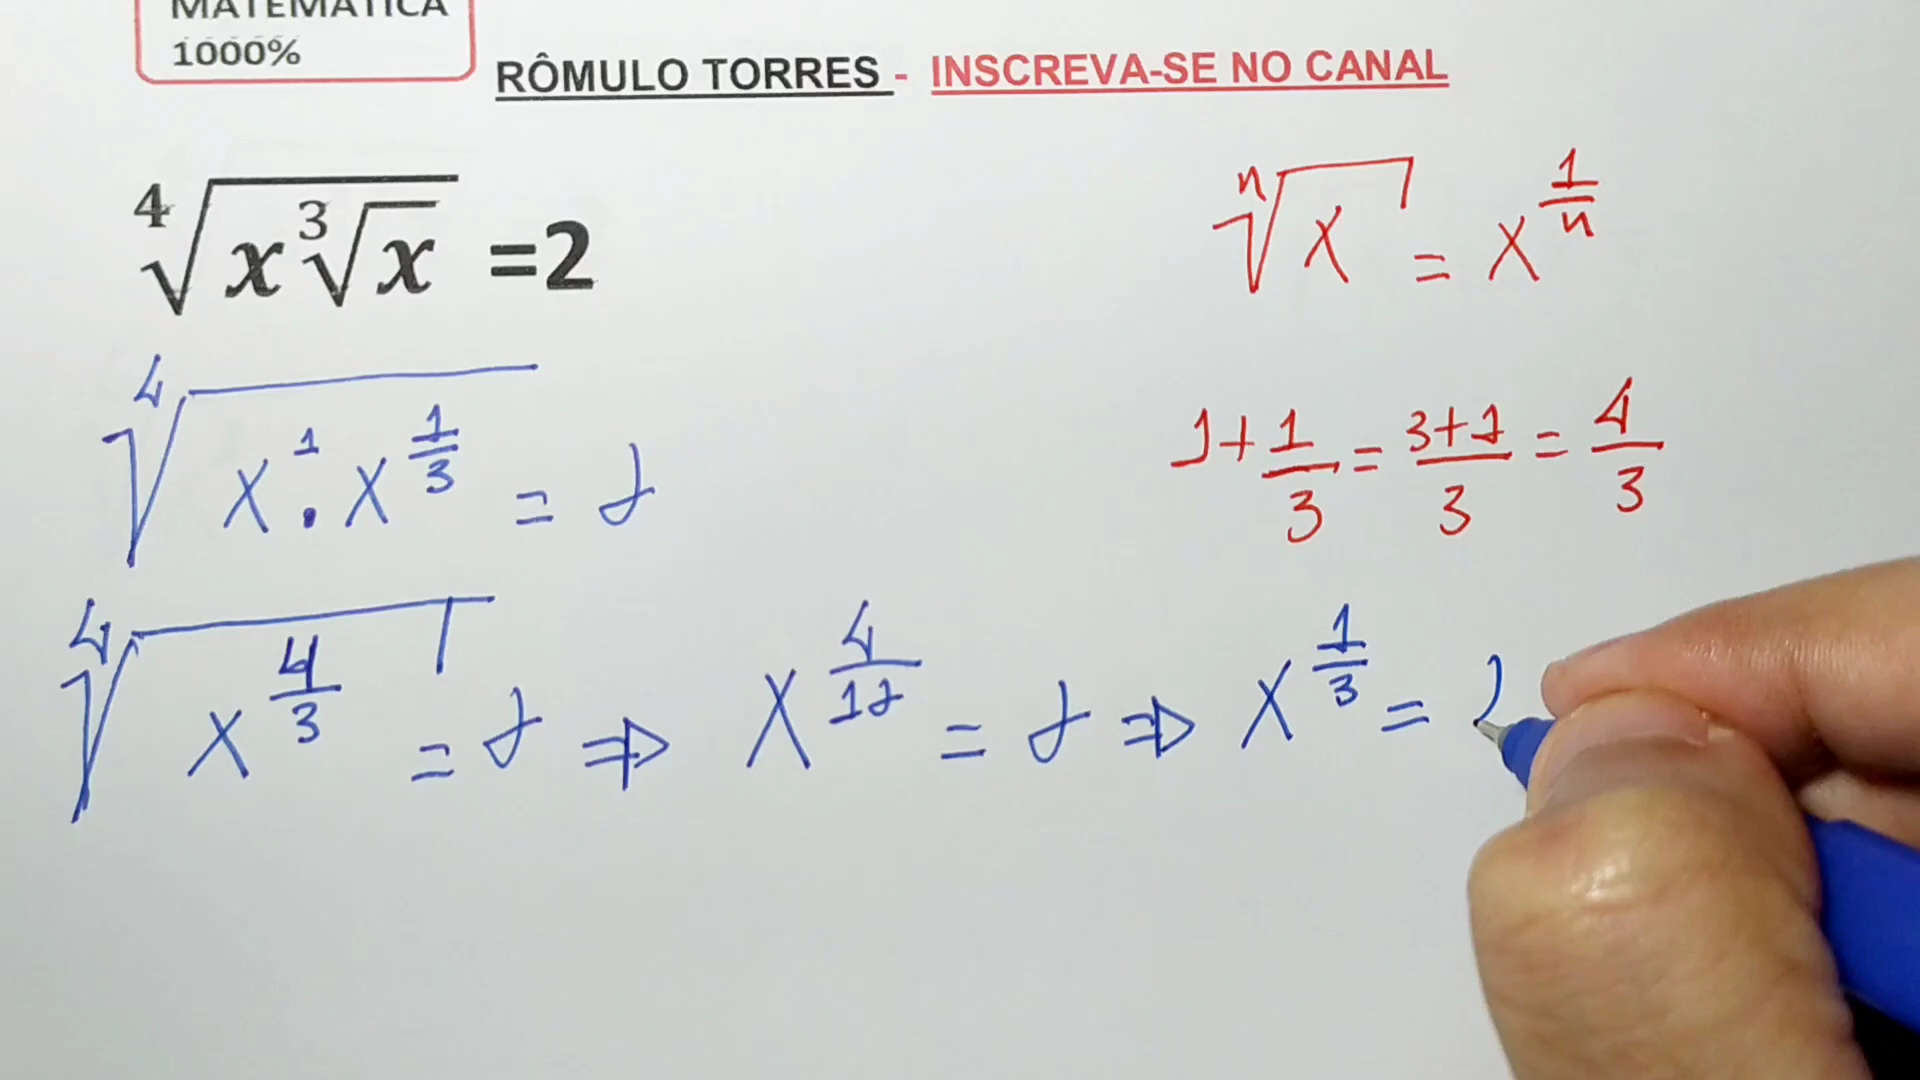 MATEMÁTICA
1000%
RÔMULO TORRES - INSCREVA-SE NO CANAL
⁴√(x³√x) =2
ⁿ√x = x^(1/n)
⁴√(x¹·x^(1/3)) = 2
1+1/3 = (3+1)/3 = 4/3
⁴√(x^(4/3)) = 2 ⇒ x^(4/12) = 2 ⇒ x^(1/3) = 2